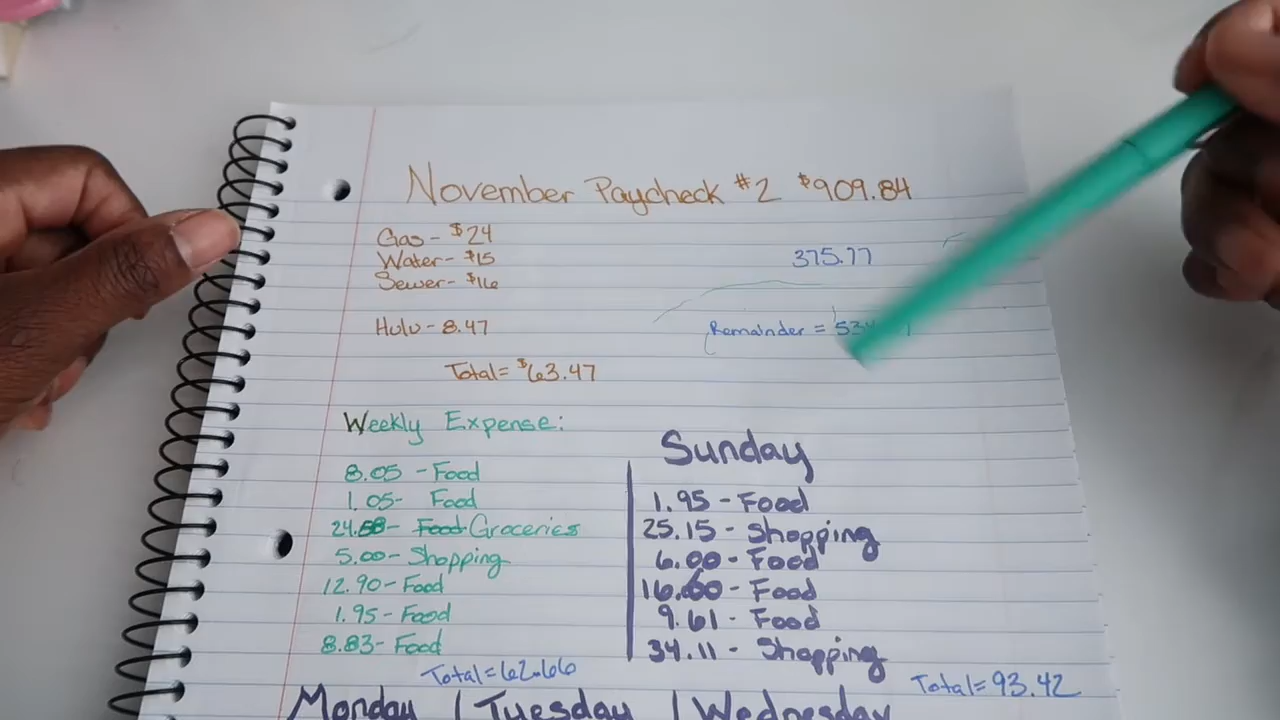 November Paycheck #2 $909.84
Gas - $24
Water - $15
Sewer - $16
375.77
Hulu - 8.47
Remainder =
Total = $63.47
Weekly Expense:
8.05 - Food
1.05 - Food
24.58 - Food Groceries
5.00 - Shopping
12.90 - Food
1.95 - Food
8.83 - Food
Total = 62.66
Sunday
1.95 - Food
25.15 - Shopping
6.00 - Food
16.60 - Food
9.61 - Food
34.11 - Shopping
Total = 93.42
Monday | Tuesday | Wednesday